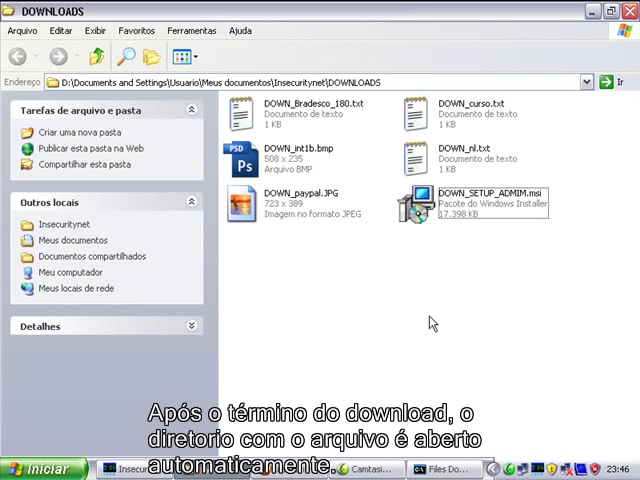 DOWNLOADS
Arquivo Editar Exibir Favoritos Ferramentas Ajuda
Endereço D:\Documents and Settings\Usuario\Meus documentos\Insecuritynet\DOWNLOADS Ir
Tarefas de arquivo e pasta
Criar uma nova pasta
Publicar esta pasta na Web
Compartilhar esta pasta
Outros locais
Insecuritynet
Meus documentos
Documentos compartilhados
Meu computador
Meus locais de rede
Detalhes
DOWN_Bradesco_180.txt
Documento de texto
1 KB
DOWN_curso.txt
Documento de texto
1 KB
PSD
Ps
DOWN_int1b.bmp
508 x 235
Arquivo BMP
DOWN_nl.txt
Documento de texto
1 KB
DOWN_paypal.JPG
723 x 389
Imagem no formato JPEG
DOWN_SETUP_ADMIM.msi
Pacote do Windows Installer
17.398 KB
Após o término do download, o
diretorio com o arquivo é aberto
automaticamente.
Iniciar Insecur Camtasi... Files Do... 23:46